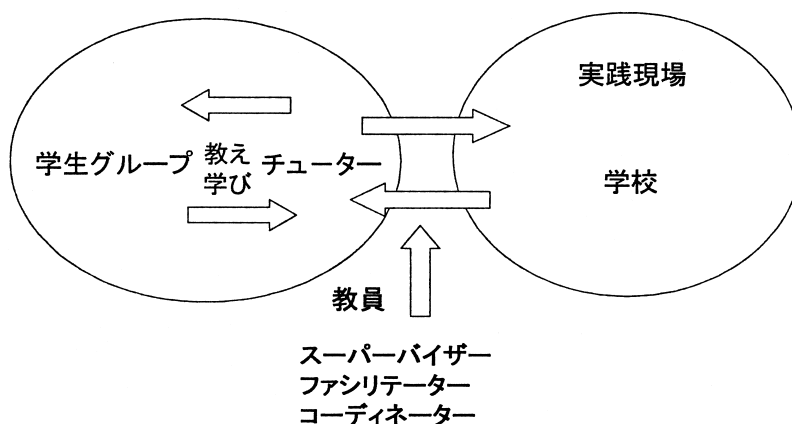 実践現場
学生グループ
教え
学び
チューター
学校
教員
スーパーバイザー
ファシリテーター
コーディネーター